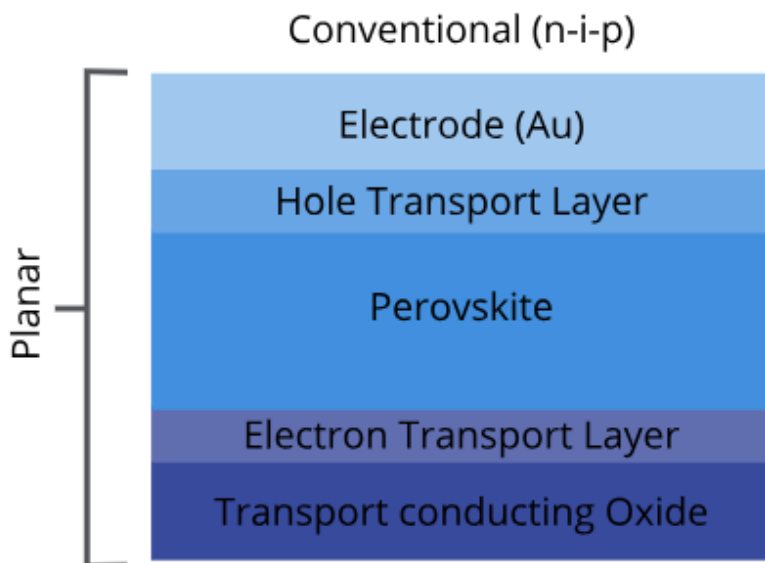 Conventional (n-i-p)
Planar
Electrode (Au)
Hole Transport Layer
Perovskite
Electron Transport Layer
Transport conducting Oxide